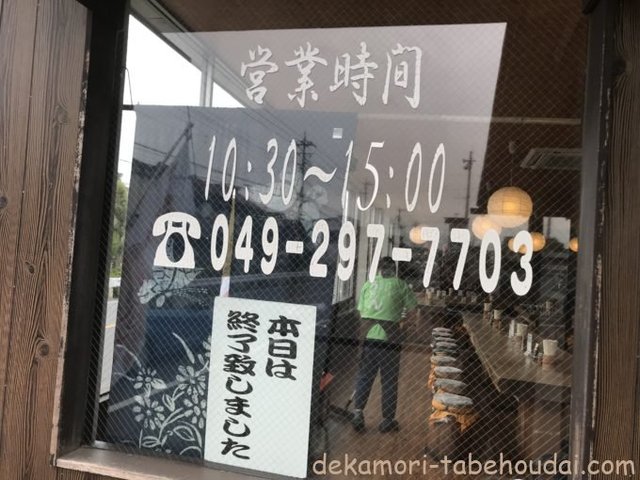 営業時間
10:30～15:00
☎049-297-7703
本日は
終了致しました
dekamori-tabehoudai.com